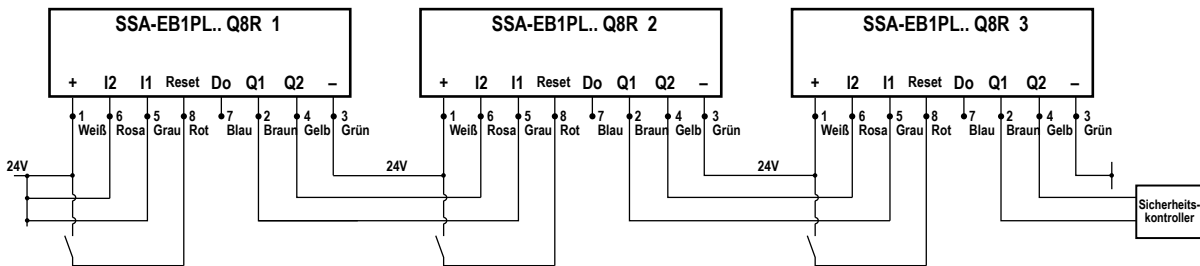 SSA-EB1PL.. Q8R 1
+ I2 I1 Reset Do Q1 Q2 –
1 6 5 8 7 2 4 3
Weiß Rosa Grau Rot Blau Braun Gelb Grün
24V
SSA-EB1PL.. Q8R 2
+ I2 I1 Reset Do Q1 Q2 –
1 6 5 8 7 2 4 3
Weiß Rosa Grau Rot Blau Braun Gelb Grün
24V
SSA-EB1PL.. Q8R 3
+ I2 I1 Reset Do Q1 Q2 –
1 6 5 8 7 2 4 3
Weiß Rosa Grau Rot Blau Braun Gelb Grün
24V
Sicherheits-
kontroller